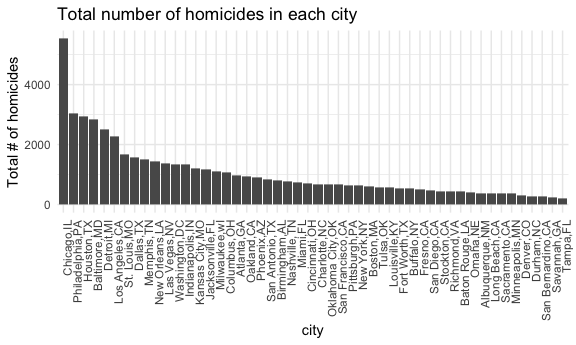 Total number of homicides in each city
Total # of homicides
4000
2000
0
Chicago,IL
Philadelphia,PA
Houston,TX
Baltimore,MD
Detroit,MI
Los Angeles,CA
St. Louis,MO
Dallas,TX
Memphis,TN
New Orleans,LA
Las Vegas,NV
Washington,DC
Indianapolis,IN
Kansas City,MO
Jacksonville,FL
Milwaukee,wI
Columbus,OH
Atlanta,GA
Oakland,CA
Phoenix,AZ
San Antonio,TX
Birmingham,AL
Nashville,TN
Miami,FL
Cincinnati,OH
Charlotte,NC
Oklahoma City,OK
San Francisco,CA
Pittsburgh,PA
New York,NY
Boston,MA
Tulsa,OK
Louisville,KY
Fort Worth,TX
Buffalo,NY
Fresno,CA
San Diego,CA
Stockton,CA
Richmond,VA
Baton Rouge,LA
Omaha,NE
Albuquerque,NM
Long Beach,CA
Sacramento,CA
Minneapolis,MN
Denver,CO
Durham,NC
San Bernardino,CA
Savannah,GA
Tampa,FL
city